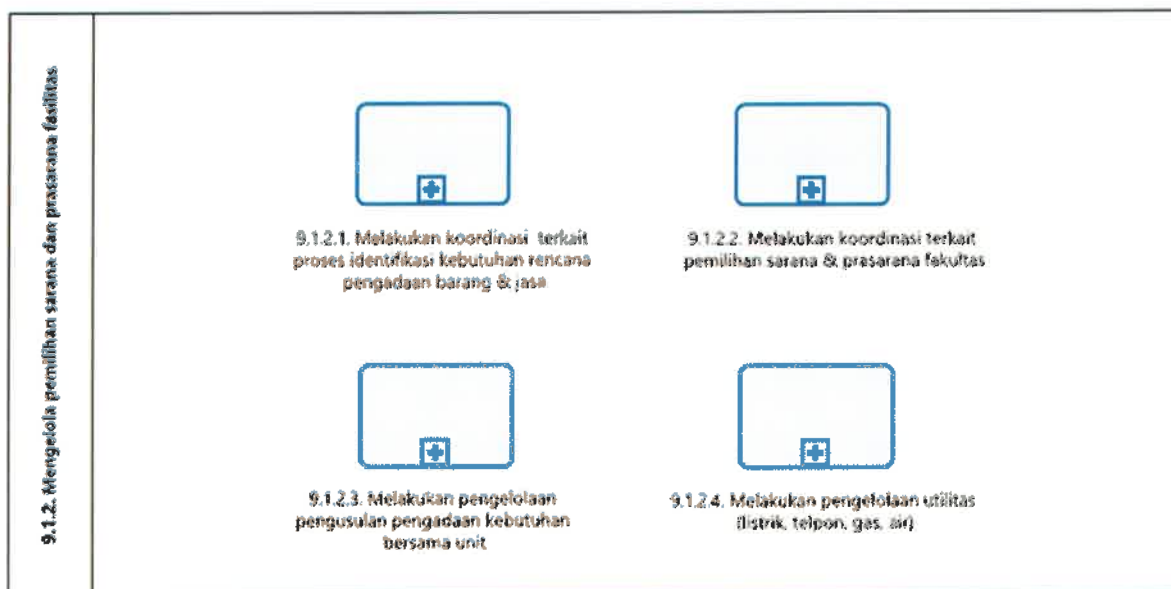 9.1.2. Mengelola pemilihan sarana dan prasarana fasilitas
9.1.2.1. Melakukan koordinasi terkait
proses identifikasi kebutuhan rencana
pengadaan barang & jasa
9.1.2.2. Melakukan koordinasi terkait
pemilihan sarana & prasarana fakultas
9.1.2.3. Melakukan pengelolaan
pengusulan pengadaan kebutuhan
bersama unit
9.1.2.4. Melakukan pengelolaan utilitas
(listrik, telpon, gas, air)